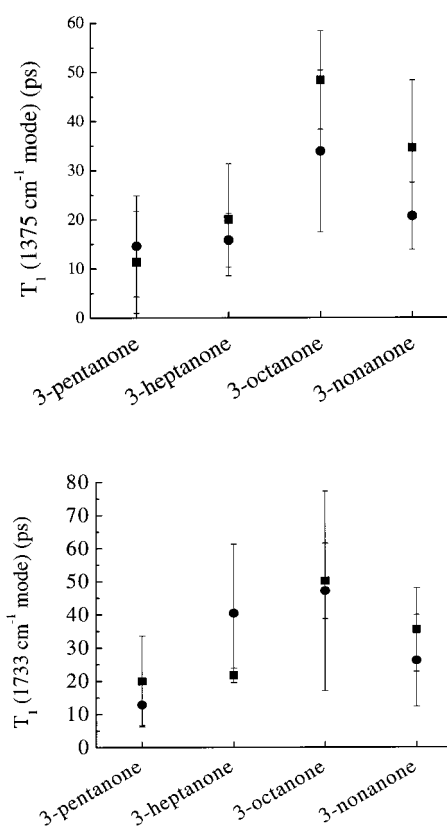 T1 (1375 cm-1 mode) (ps)
60
50
40
30
20
10
0
3-pentanone
3-heptanone
3-octanone
3-nonanone
T1 (1733 cm-1 mode) (ps)
80
70
60
50
40
30
20
10
0
3-pentanone
3-heptanone
3-octanone
3-nonanone